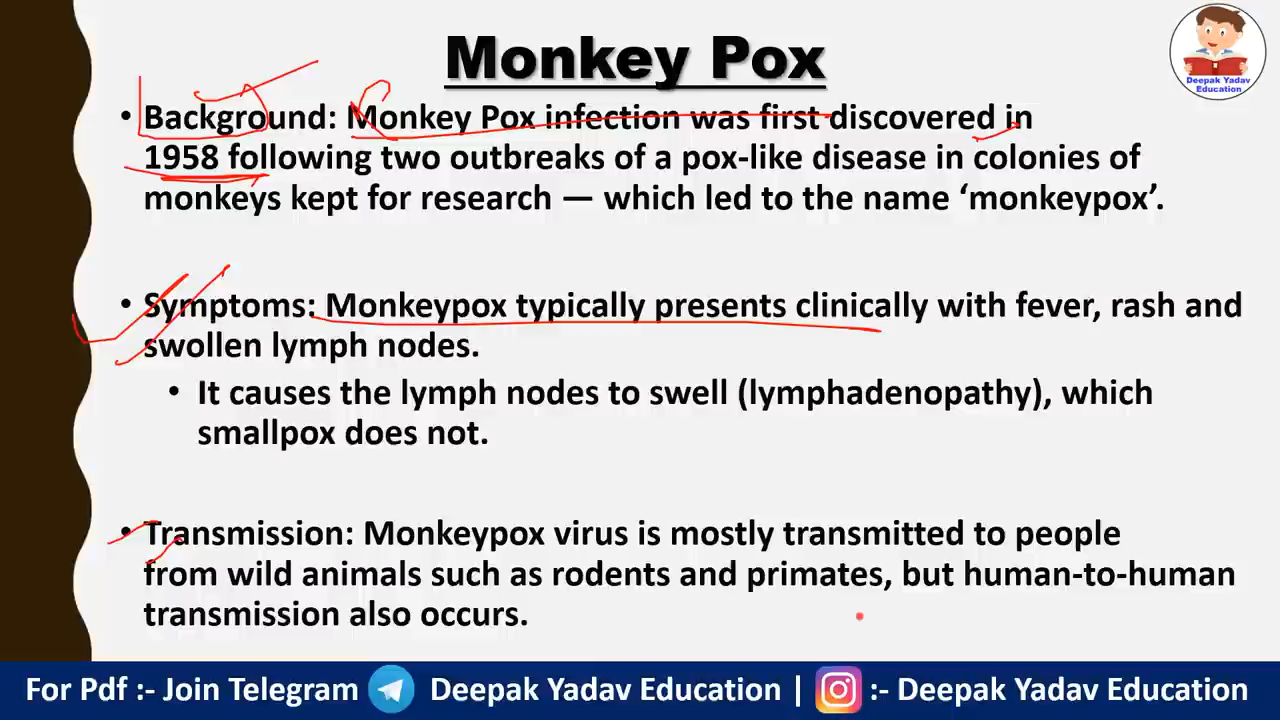 Monkey Pox
Deepak Yadav
Education
• Background: Monkey Pox infection was first discovered in
1958 following two outbreaks of a pox-like disease in colonies of
monkeys kept for research — which led to the name ‘monkeypox’.
• Symptoms: Monkeypox typically presents clinically with fever, rash and
swollen lymph nodes.
• It causes the lymph nodes to swell (lymphadenopathy), which
smallpox does not.
• Transmission: Monkeypox virus is mostly transmitted to people
from wild animals such as rodents and primates, but human-to-human
transmission also occurs.
For Pdf :- Join Telegram Deepak Yadav Education | :- Deepak Yadav Education